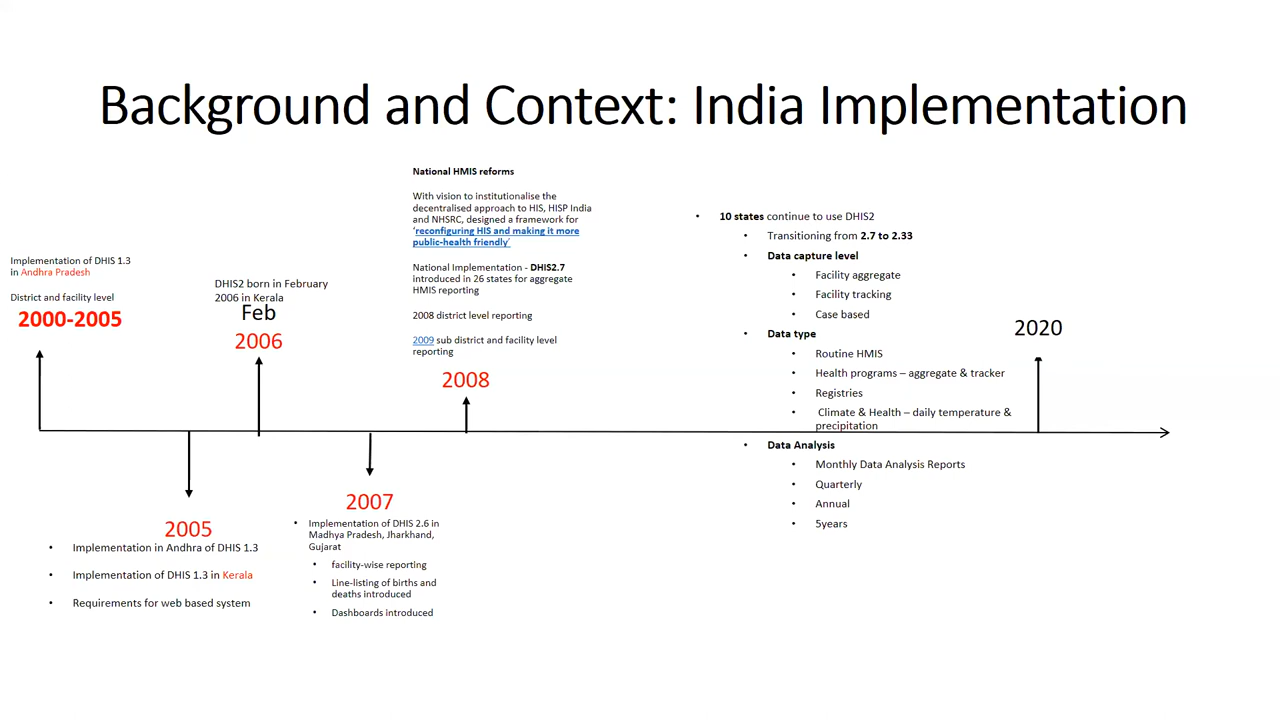 Background and Context: India Implementation
Implementation of DHIS 1.3
in Andhra Pradesh
District and facility level
2000-2005
DHIS2 born in February
2006 in Kerala
Feb
2006
National HMIS reforms
With vision to institutionalise the
decentralised approach to HIS, HISP India
and NHSRC, designed a framework for
‘reconfiguring HIS and making it more
public-health friendly’
National Implementation - DHIS2.7
introduced in 26 states for aggregate
HMIS reporting
2008 district level reporting
2009 sub district and facility level
reporting
2008
• 10 states continue to use DHIS2
• Transitioning from 2.7 to 2.33
• Data capture level
• Facility aggregate
• Facility tracking
• Case based
• Data type
• Routine HMIS
• Health programs – aggregate & tracker
• Registries
• Climate & Health – daily temperature &
precipitation
• Data Analysis
• Monthly Data Analysis Reports
• Quarterly
• Annual
• 5years
2020
2005
• Implementation in Andhra of DHIS 1.3
• Implementation of DHIS 1.3 in Kerala
• Requirements for web based system
2007
• Implementation of DHIS 2.6 in
Madhya Pradesh, Jharkhand,
Gujarat
• facility-wise reporting
• Line-listing of births and
deaths introduced
• Dashboards introduced